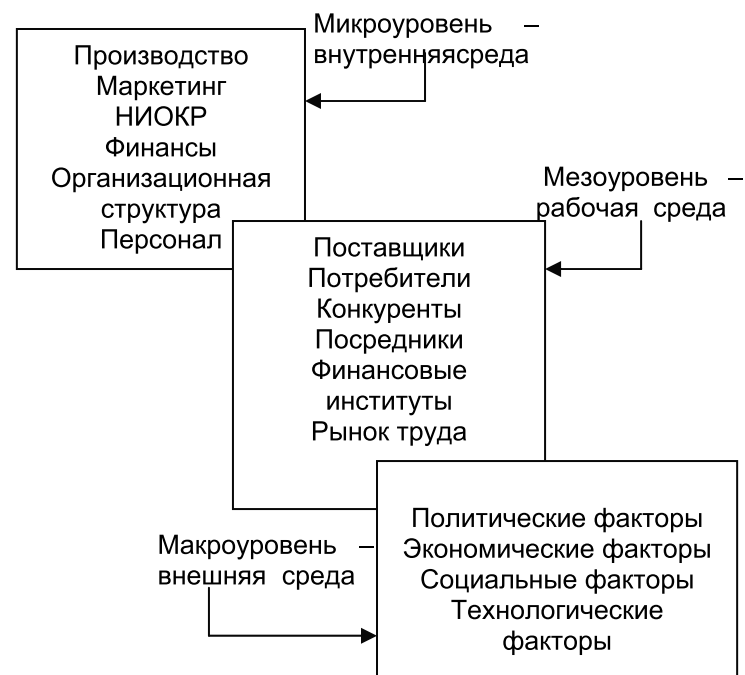 Микроуровень –
внутренняясреда
Производство
Маркетинг
НИОКР
Финансы
Организационная
структура
Персонал
Мезоуровень –
рабочая среда
Поставщики
Потребители
Конкуренты
Посредники
Финансовые
институты
Рынок труда
Макроуровень –
внешняя среда
Политические факторы
Экономические факторы
Социальные факторы
Технологические
факторы